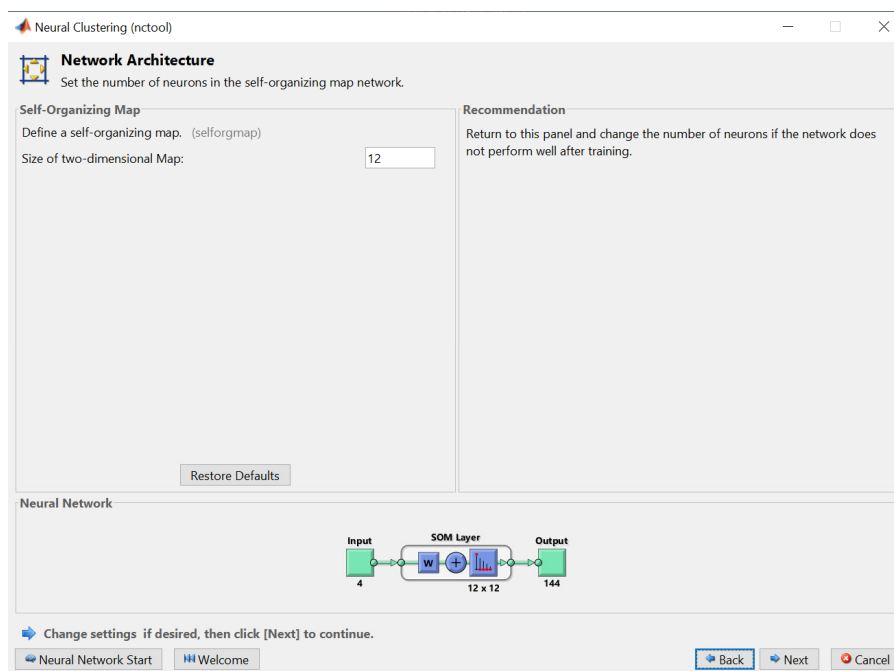 Neural Clustering (nctool)
Network Architecture
Set the number of neurons in the self-organizing map network.
Self-Organizing Map
Define a self-organizing map. (selforgmap)
Size of two-dimensional Map: 12
Restore Defaults
Recommendation
Return to this panel and change the number of neurons if the network does
not perform well after training.
Neural Network
Input SOM Layer Output
W
4 12 x 12 144
Change settings if desired, then click [Next] to continue.
Neural Network Start Welcome Back Next Cancel